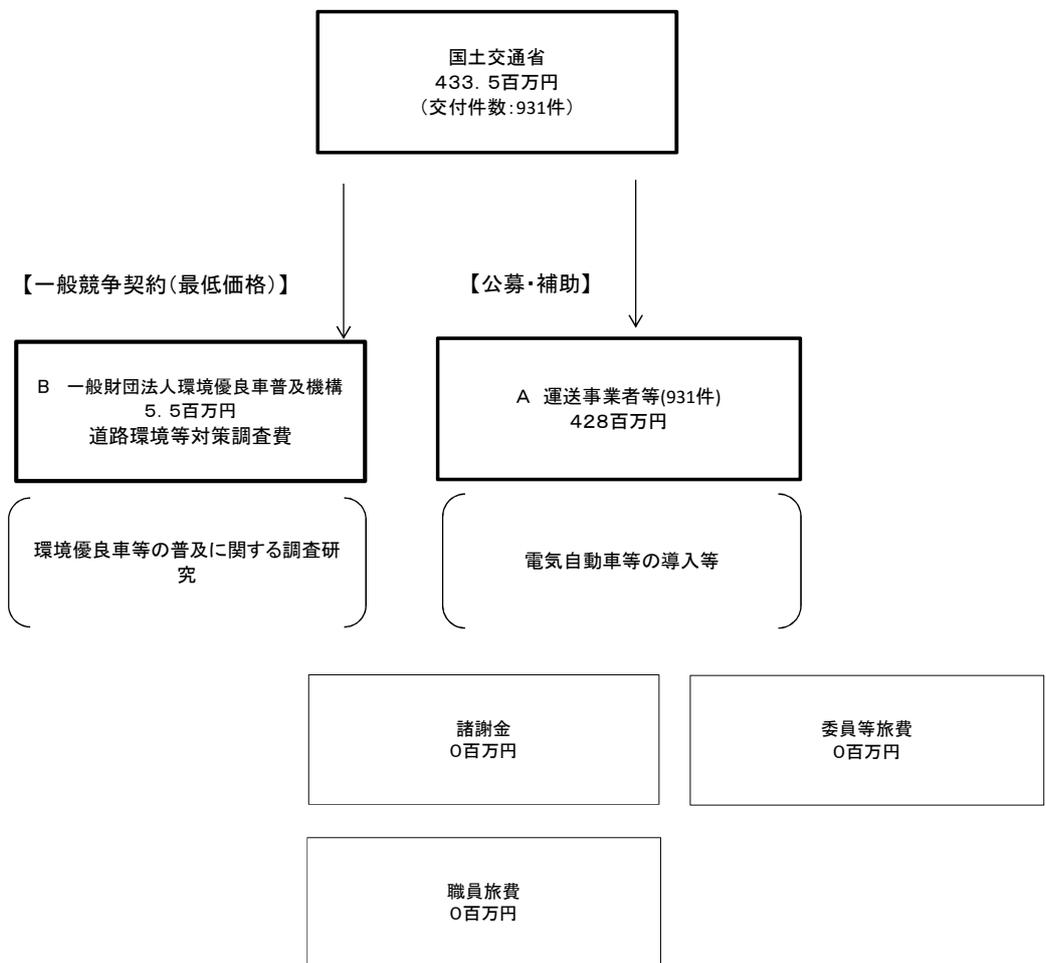 国土交通省
４３３．５百万円
（交付件数：931件）
【一般競争契約（最低価格）】
【公募・補助】
Ｂ　一般財団法人環境優良車普及機構
５．５百万円
道路環境等対策調査費
Ａ　運送事業者等(931件)
４２８百万円
環境優良車等の普及に関する調査研
究
電気自動車等の導入等
諸謝金
０百万円
委員等旅費
０百万円
職員旅費
０百万円